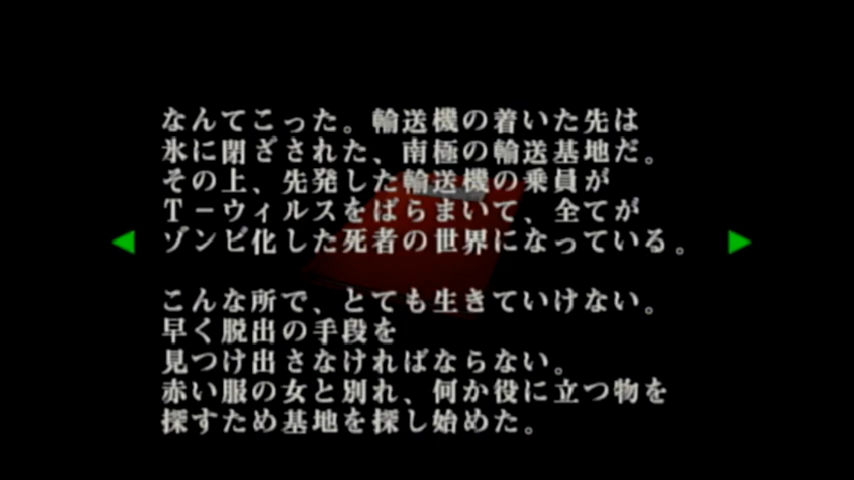 なんてこった。輸送機の着いた先は
氷に閉ざされた、南極の輸送基地だ。
その上、先発した輸送機の乗員が
T－ウィルスをばらまいて、全てが
ゾンビ化した死者の世界になっている。
こんな所で、とても生きていけない。
早く脱出の手段を
見つけ出さなければならない。
赤い服の女と別れ、何か役に立つ物を
探すため基地を探し始めた。